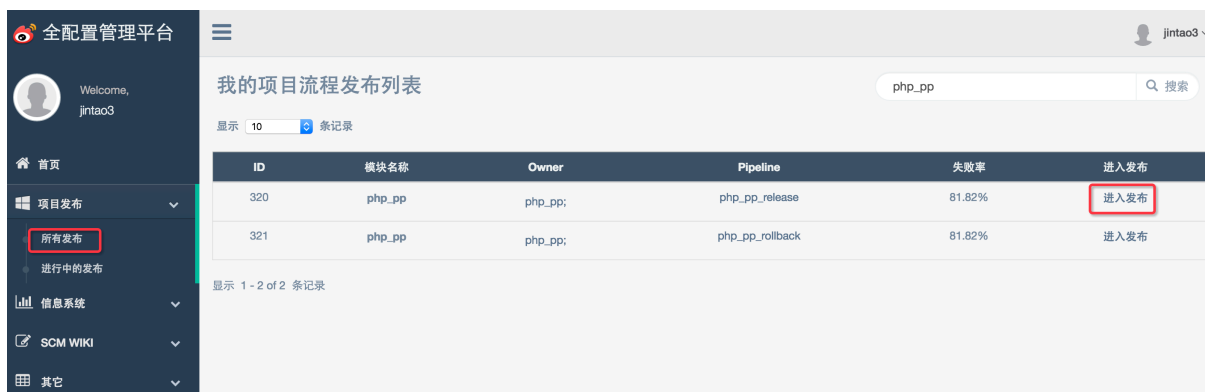 全配置管理平台
jintao3
Welcome,
jintao3
我的项目流程发布列表
php_pp
搜索
显示 10 条记录
首页
项目发布
所有发布
进行中的发布
信息系统
SCM WIKI
其它
ID 模块名称 Owner Pipeline 失败率 进入发布
320 php_pp php_pp; php_pp_release 81.82% 进入发布
321 php_pp php_pp; php_pp_rollback 81.82% 进入发布
显示 1 - 2 of 2 条记录